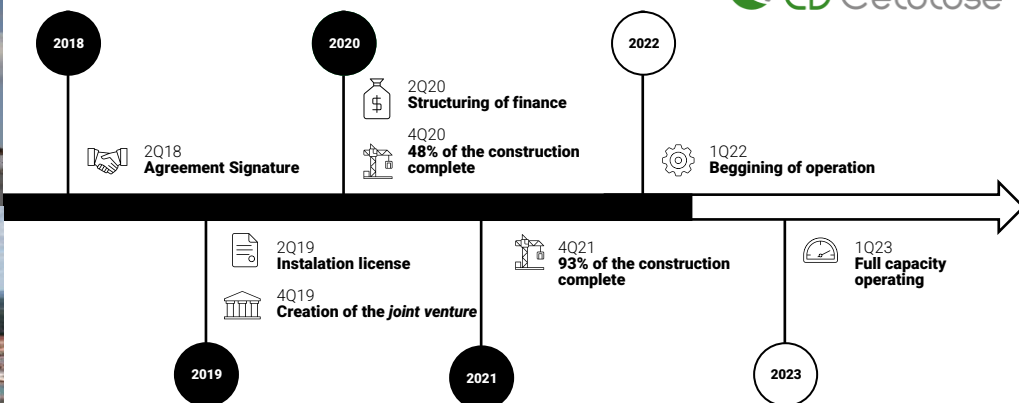 LD Celulose
2018
2020
2022
2Q20
Structuring of finance
4Q20
48% of the construction
complete
2Q18
Agreement Signature
1Q22
Beggining of operation
2Q19
Instalation license
4Q19
Creation of the joint venture
4Q21
93% of the construction
complete
1Q23
Full capacity
operating
2019
2021
2023